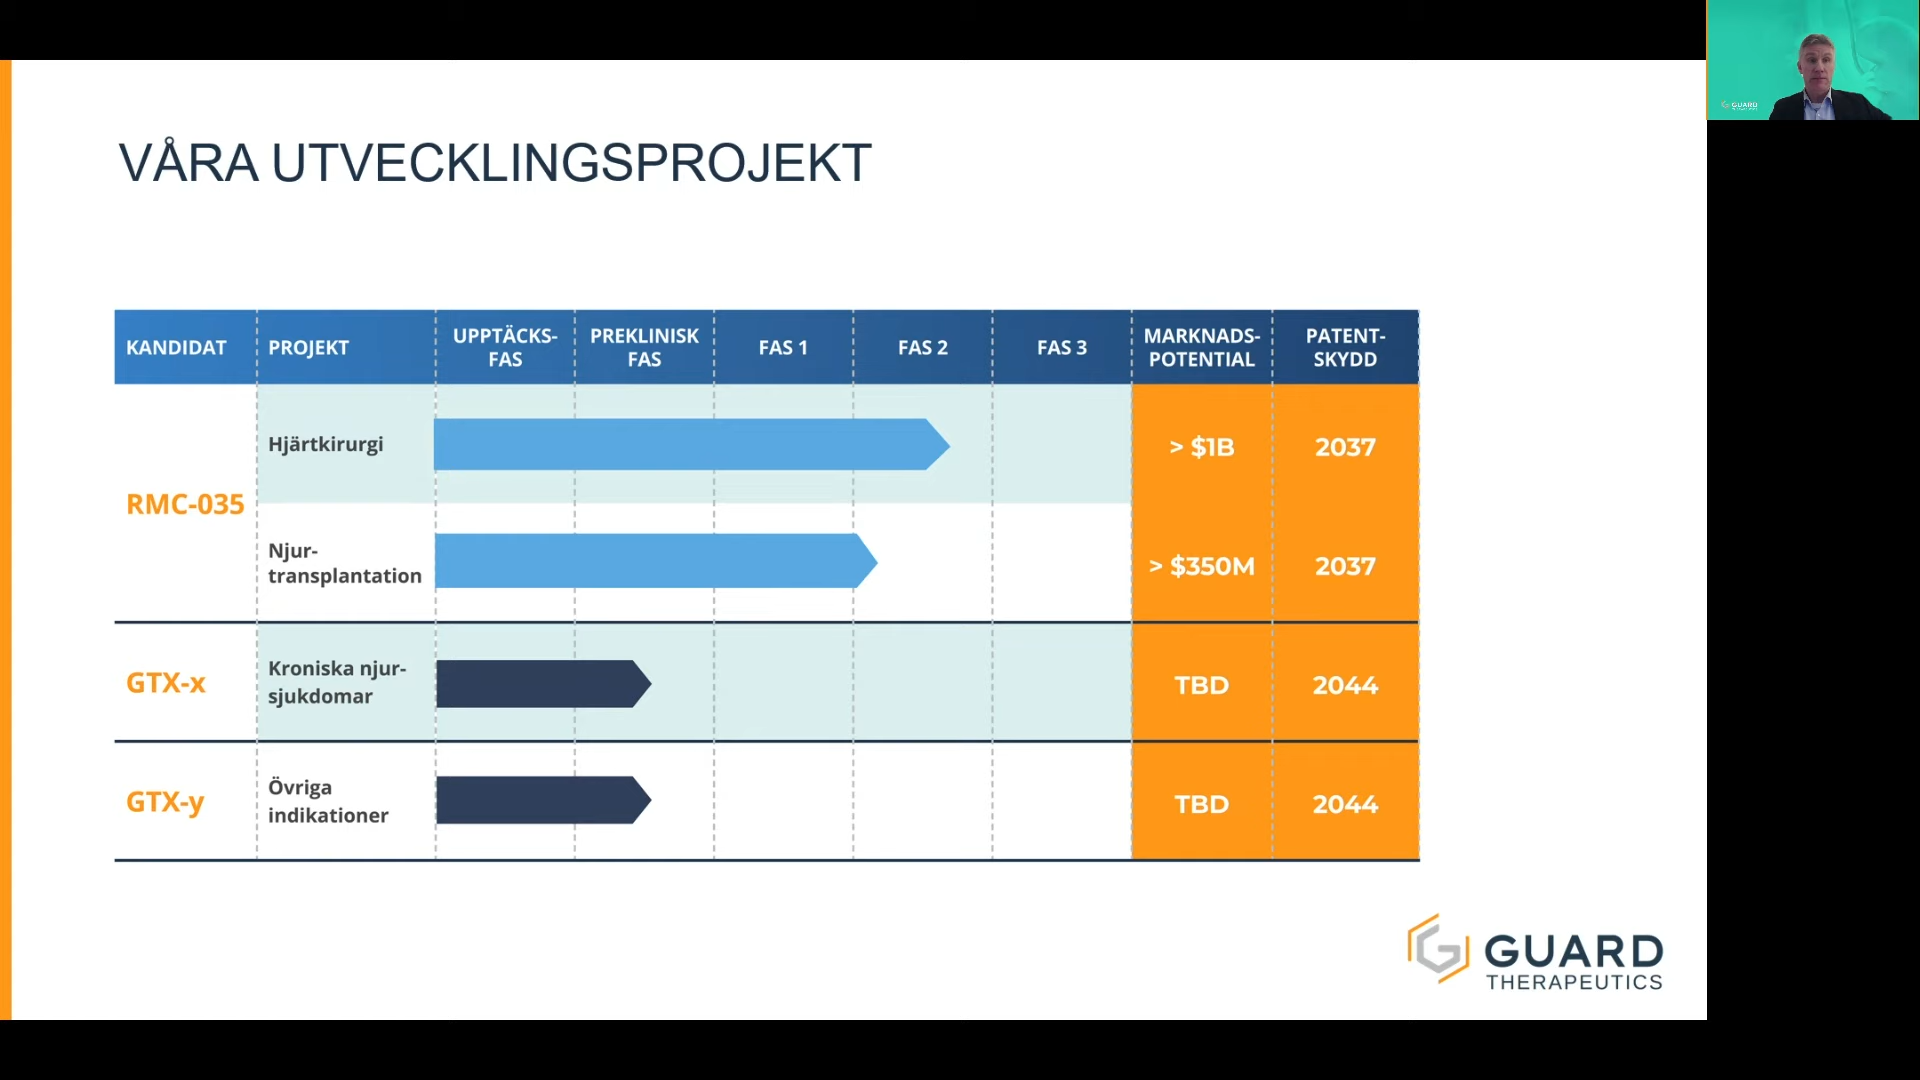 VÅRA UTVECKLINGSPROJEKT
KANDIDAT
PROJEKT
UPPTÄCKS-
FAS
PREKLINISK
FAS
FAS 1
FAS 2
FAS 3
MARKNADS-
POTENTIAL
PATENT-
SKYDD
RMC-035
Hjärtkirurgi
> $1B
2037
Njur-
transplantation
> $350M
2037
GTX-x
Kroniska njur-
sjukdomar
TBD
2044
GTX-y
Övriga
indikationer
TBD
2044
GUARD
THERAPEUTICS
GUARD